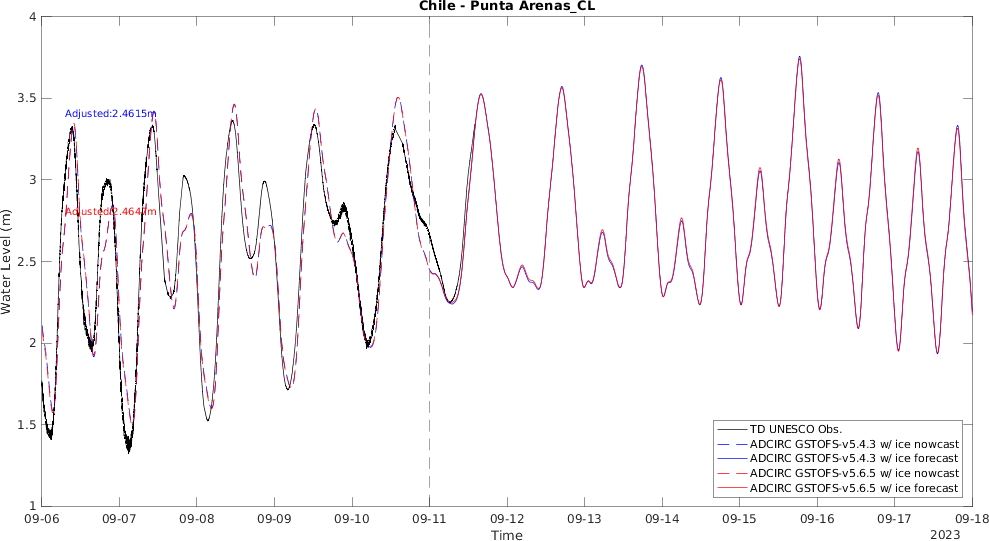 Chile - Punta Arenas_CL
4
3.5
3
2.5
2
1.5
1
Water Level (m)
Adjusted:2.4615m
TD UNESCO Obs.
ADCIRC GSTOFS-v5.4.3 w/ ice nowcast
ADCIRC GSTOFS-v5.4.3 w/ ice forecast
ADCIRC GSTOFS-v5.6.5 w/ ice nowcast
ADCIRC GSTOFS-v5.6.5 w/ ice forecast
09-06 09-07 09-08 09-09 09-10 09-11 09-12 09-13 09-14 09-15 09-16 09-17 09-18
Time
2023